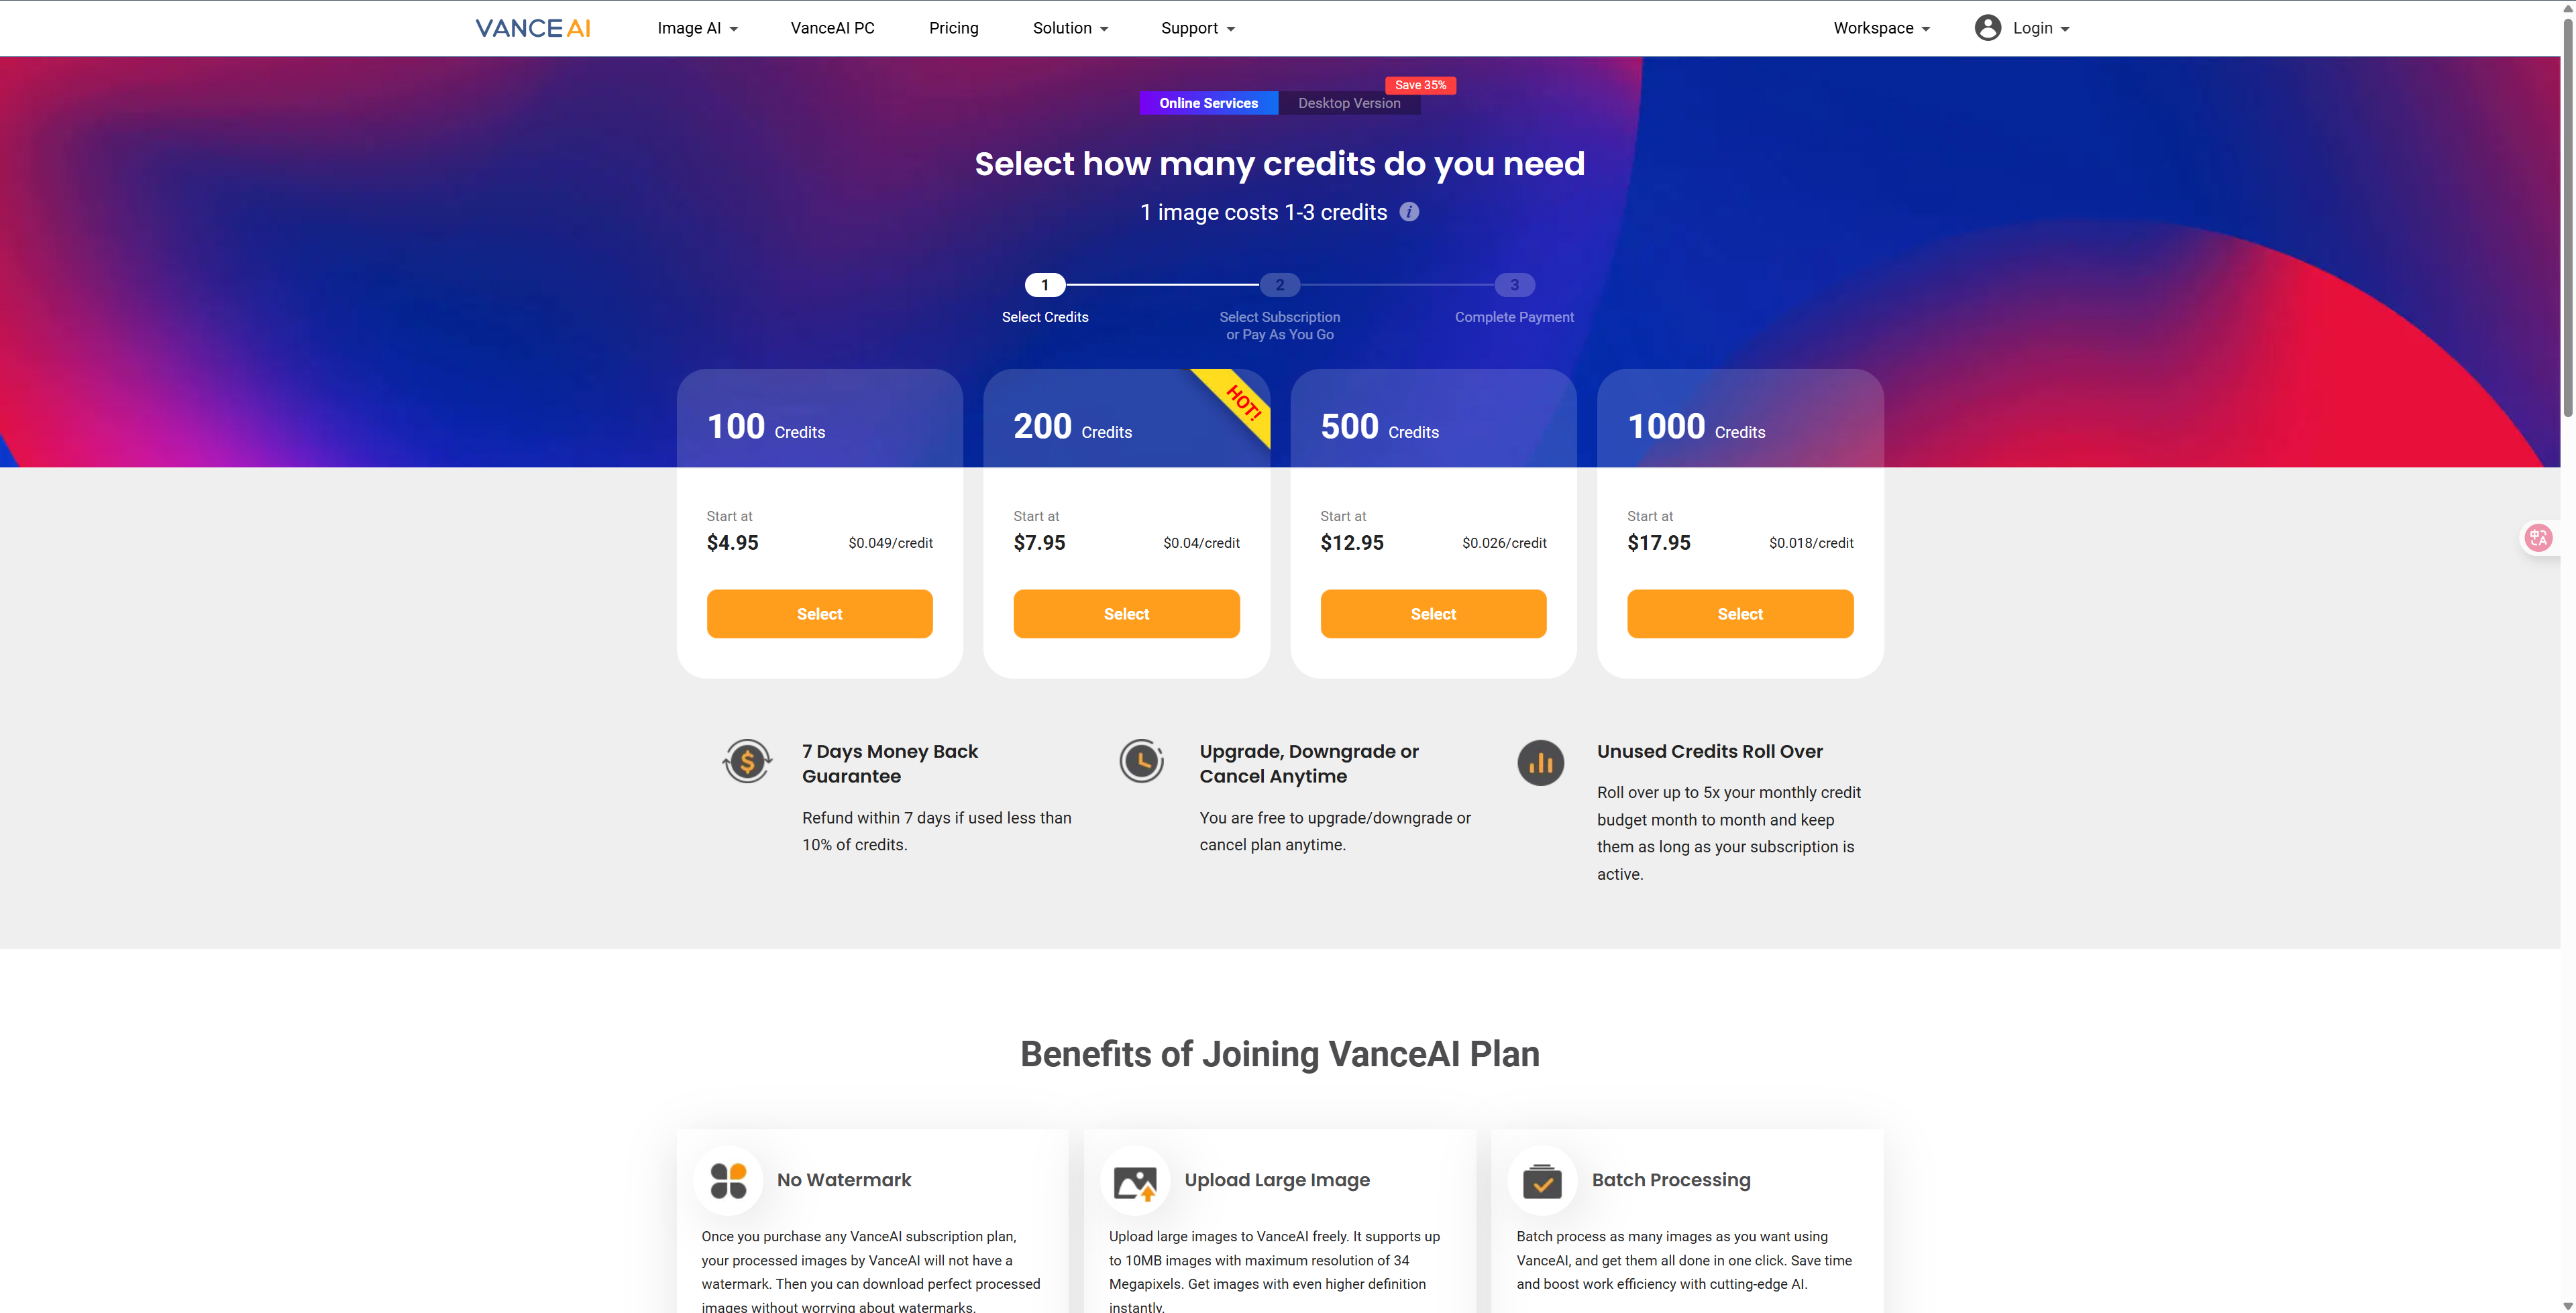 VANCE AI
Image AI
VanceAI PC
Pricing
Solution
Support
Workspace
Login
Save 35%
Online Services
Desktop Version
Select how many credits do you need
1 image costs 1-3 credits i
1
2
3
Select Credits
Select Subscription
or Pay As You Go
Complete Payment
100 Credits
Start at
$4.95
$0.049/credit
Select
HOT!
200 Credits
Start at
$7.95
$0.04/credit
Select
500 Credits
Start at
$12.95
$0.026/credit
Select
1000 Credits
Start at
$17.95
$0.018/credit
Select
中A
$
7 Days Money Back
Guarantee
Refund within 7 days if used less than
10% of credits.
Upgrade, Downgrade or
Cancel Anytime
You are free to upgrade/downgrade or
cancel plan anytime.
Unused Credits Roll Over
Roll over up to 5x your monthly credit
budget month to month and keep
them as long as your subscription is
active.
Benefits of Joining VanceAI Plan
No Watermark
Once you purchase any VanceAI subscription plan,
your processed images by VanceAI will not have a
watermark. Then you can download perfect processed
images without worrying about watermarks.
Upload Large Image
Upload large images to VanceAI freely. It supports up
to 10MB images with maximum resolution of 34
Megapixels. Get images with even higher definition
instantly.
Batch Processing
Batch process as many images as you want using
VanceAI, and get them all done in one click. Save time
and boost work efficiency with cutting-edge AI.